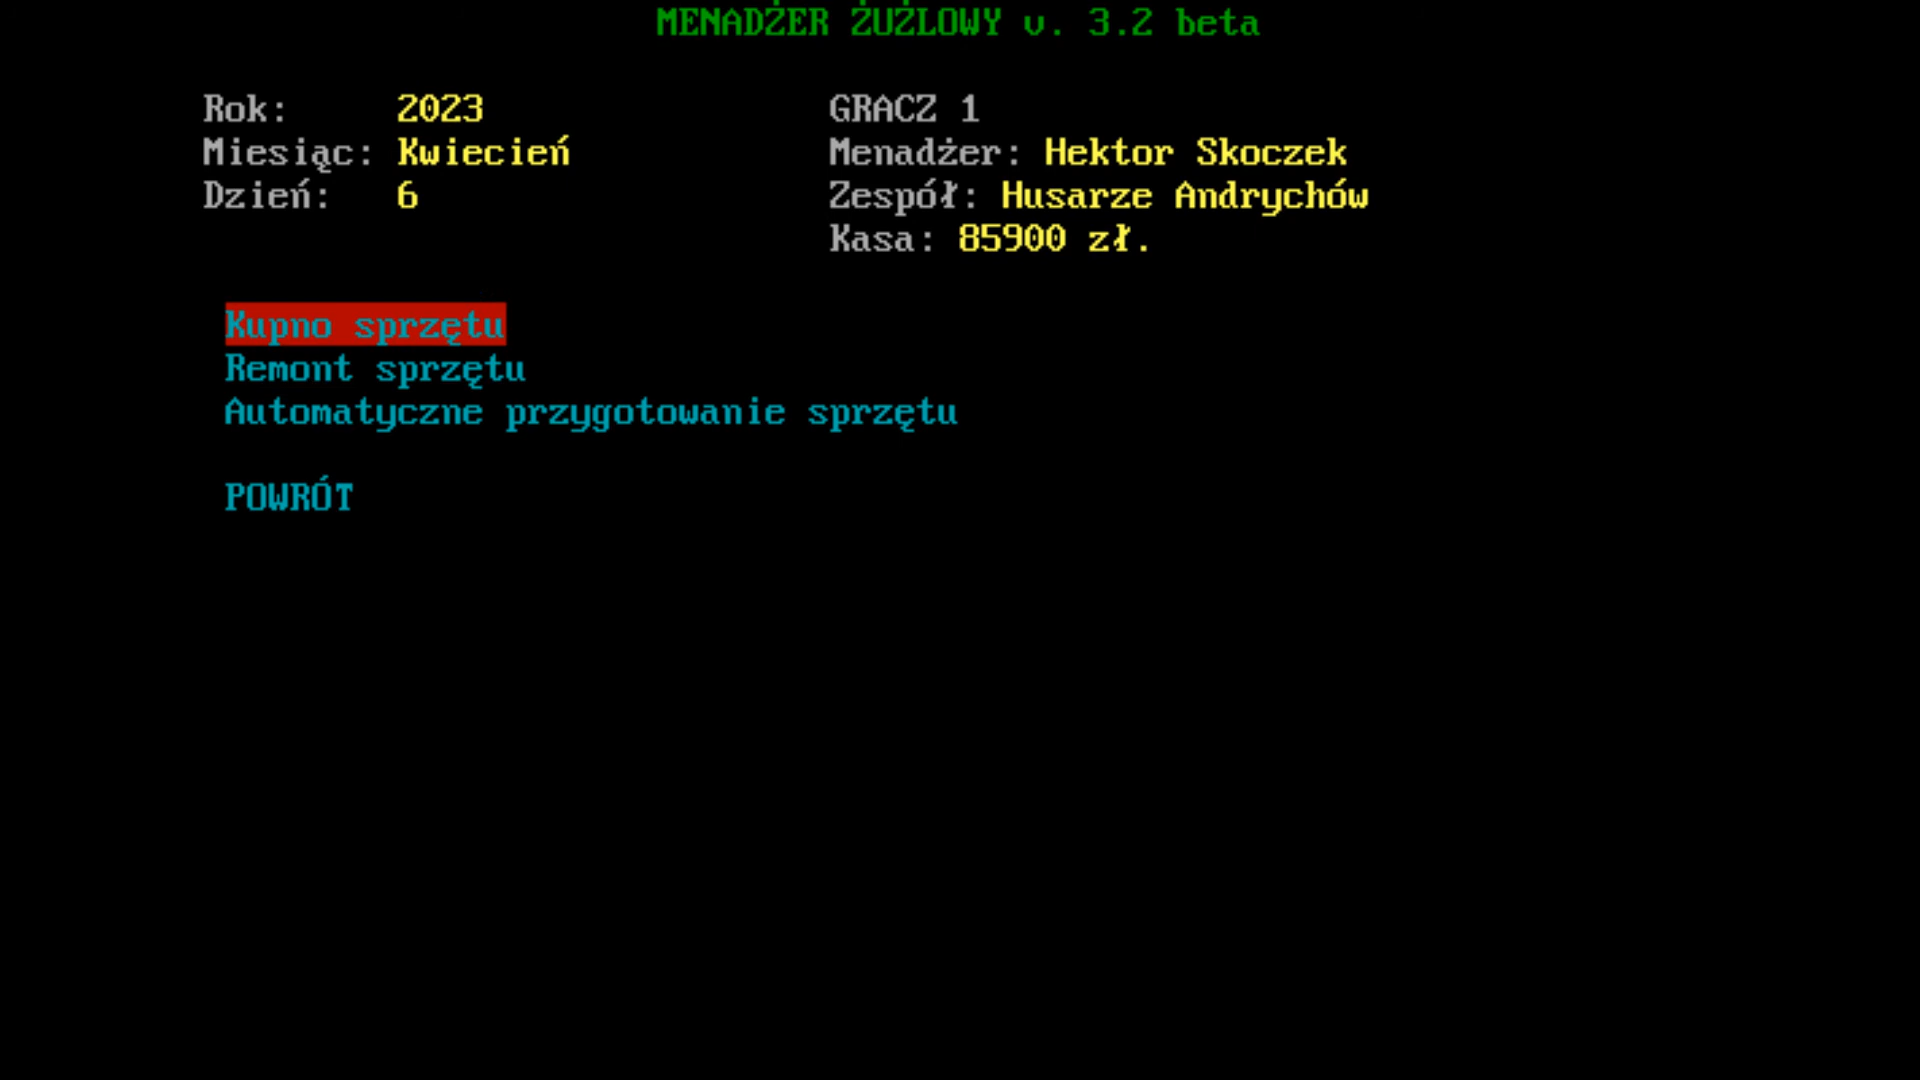 MENADŻER ŻUŻLOWY v. 3.2 beta
Rok: 2023
GRACZ 1
Miesiąc: Kwiecień
Menadżer: Hektor Skoczek
Dzień: 6
Zespół: Husarze Andrychów
Kasa: 85900 zł.
Kupno sprzętu
Remont sprzętu
Automatyczne przygotowanie sprzętu
POWRÓT